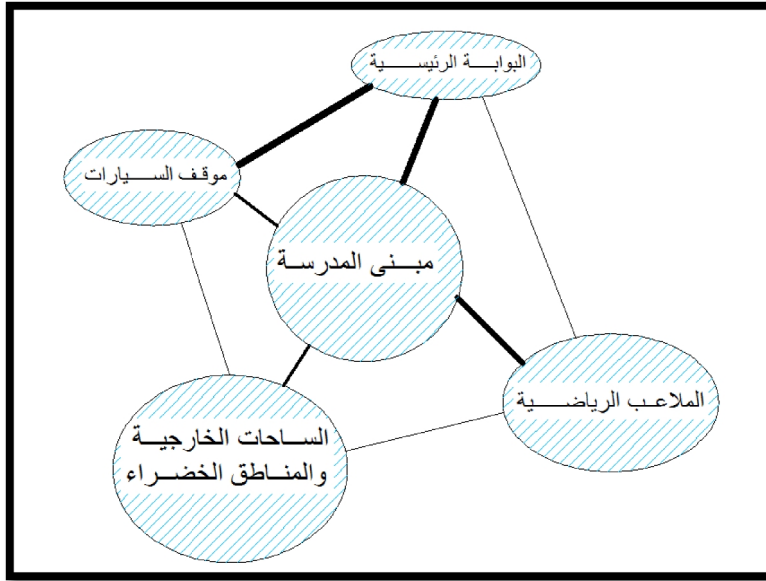 البوابة الرئيسية
موقف السيارات
مبنى المدرسة
الملاعب الرياضية
الساحات الخارجية
والمناطق الخضراء